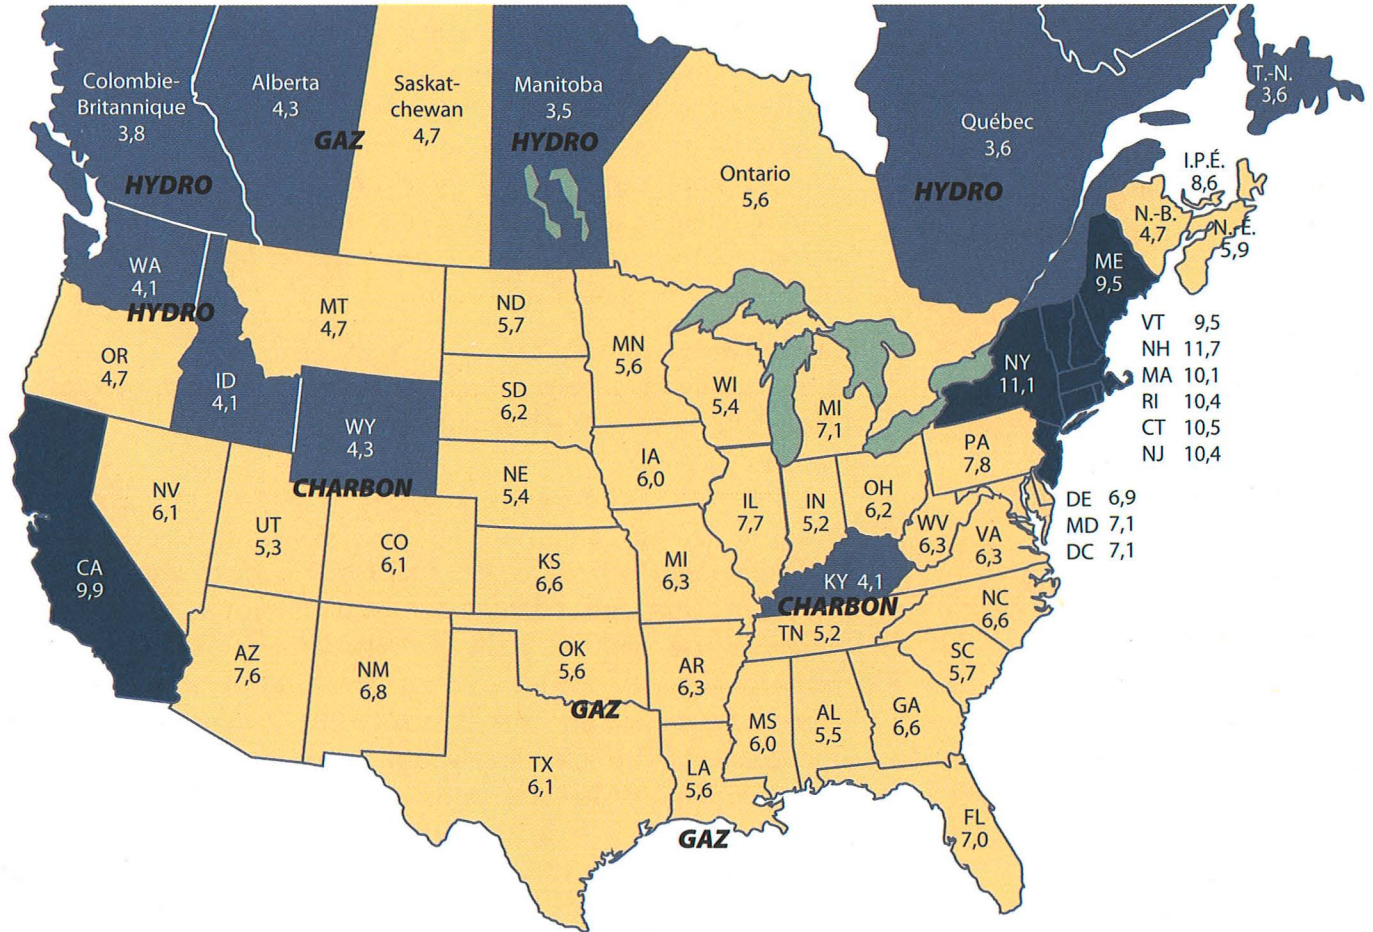 Colombie-
Britannique
3,8
HYDRO
Alberta
4,3
GAZ
Saskat-
chewan
4,7
Manitoba
3,5
HYDRO
Ontario
5,6
Québec
3,6
HYDRO
T.-N.
3,6
I.P.É.
8,6
N.-B.
4,7
N.-É.
5,9
WA
4,1
HYDRO
OR
4,7
ID
4,1
MT
4,7
WY
4,3
CHARBON
ND
5,7
SD
6,2
NE
5,4
KS
6,6
MN
5,6
IA
6,0
MI
6,3
WI
5,4
MI
7,1
IL
7,7
IN
5,2
OH
6,2
PA
7,8
NY
11,1
ME
9,5
VT 9,5
NH 11,7
MA 10,1
RI 10,4
CT 10,5
NJ 10,4
DE 6,9
MD 7,1
DC 7,1
CA
9,9
NV
6,1
UT
5,3
CO
6,1
AZ
7,6
NM
6,8
OK
5,6
GAZ
TX
6,1
AR
6,3
LA
5,6
GAZ
WV
6,3
VA
6,3
KY 4,1
CHARBON
TN 5,2
NC
6,6
SC
5,7
MS
6,0
AL
5,5
GA
6,6
FL
7,0